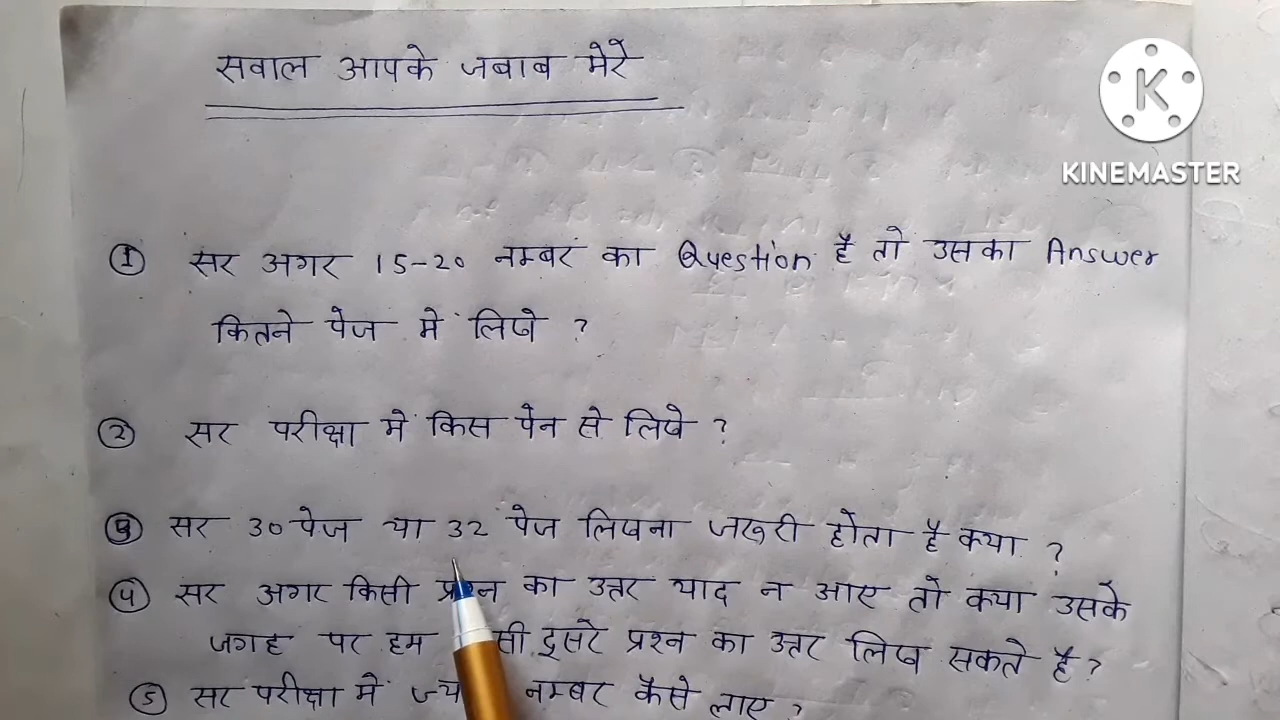 सवाल आपके जबाब मेरे
K
KINEMASTER
① सर अगर 15-20 नम्बर का Question है तो उसका Answer
कितने पेज में लिखे ?
② सर परीक्षा में किस पेन से लिखे ?
③ सर 30 पेज या 32 पेज लिखना जरुरी होता है क्या ?
④ सर अगर किसी प्रश्न का उत्तर याद न आए तो क्या उसके
जगह पर हम दुसरे प्रश्न का उत्तर लिख सकते है ?
⑤ सर परीक्षा में नम्बर कैसे लाए ?